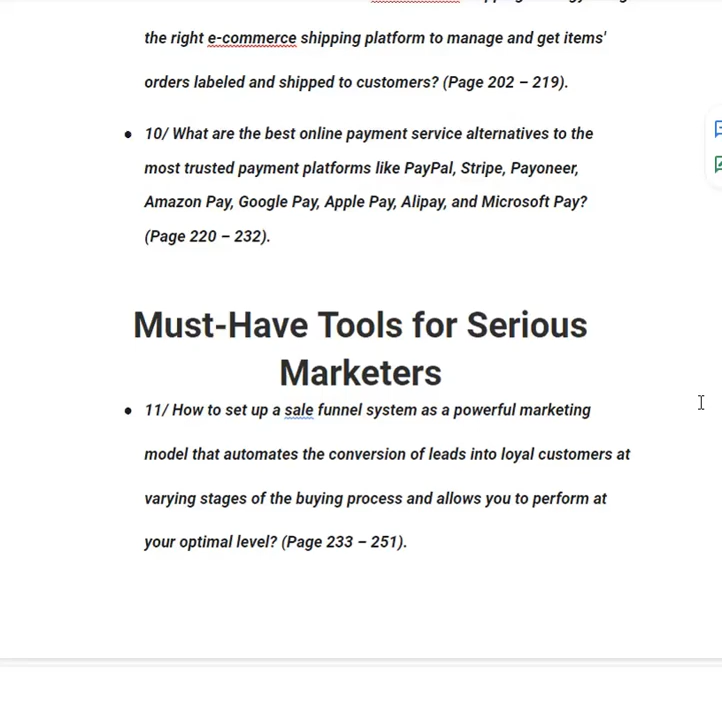 the right e-commerce shipping platform to manage and get items'
orders labeled and shipped to customers? (Page 202 – 219).
• 10/ What are the best online payment service alternatives to the
most trusted payment platforms like PayPal, Stripe, Payoneer,
Amazon Pay, Google Pay, Apple Pay, Alipay, and Microsoft Pay?
(Page 220 – 232).
Must-Have Tools for Serious
Marketers
• 11/ How to set up a sale funnel system as a powerful marketing
model that automates the conversion of leads into loyal customers at
varying stages of the buying process and allows you to perform at
your optimal level? (Page 233 – 251).